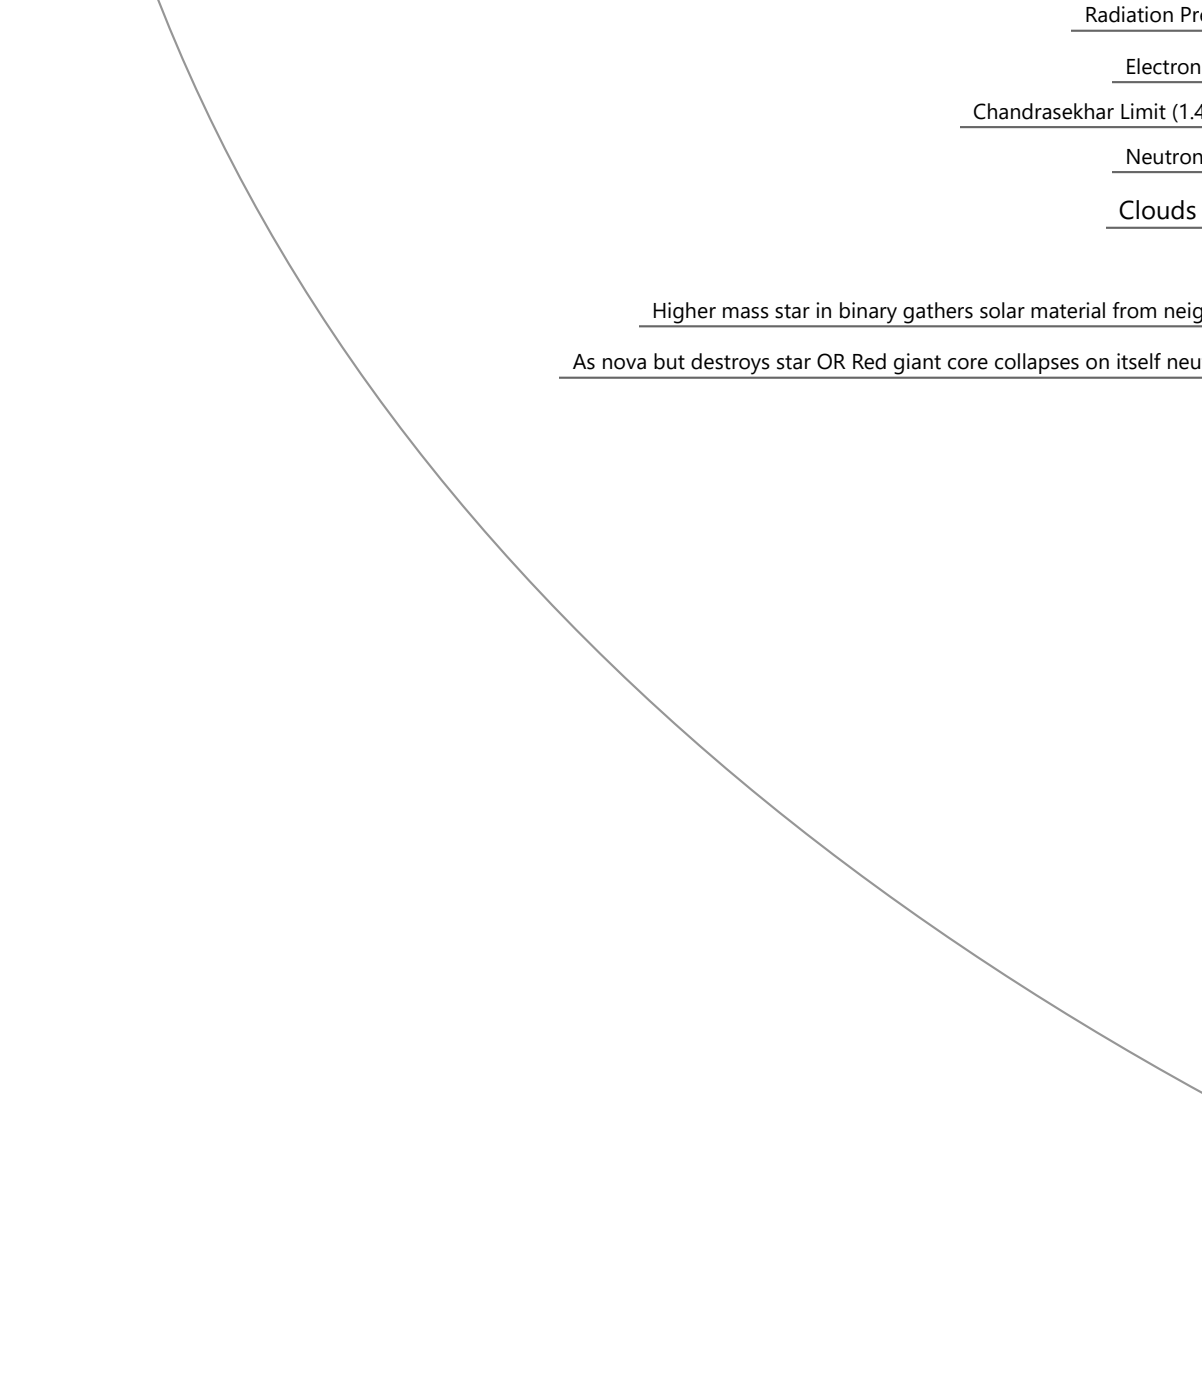 Radiation Pre
Electron
Chandrasekhar Limit (1.4
Neutron
Clouds
Higher mass star in binary gathers solar material from neig
As nova but destroys star OR Red giant core collapses on itself neu